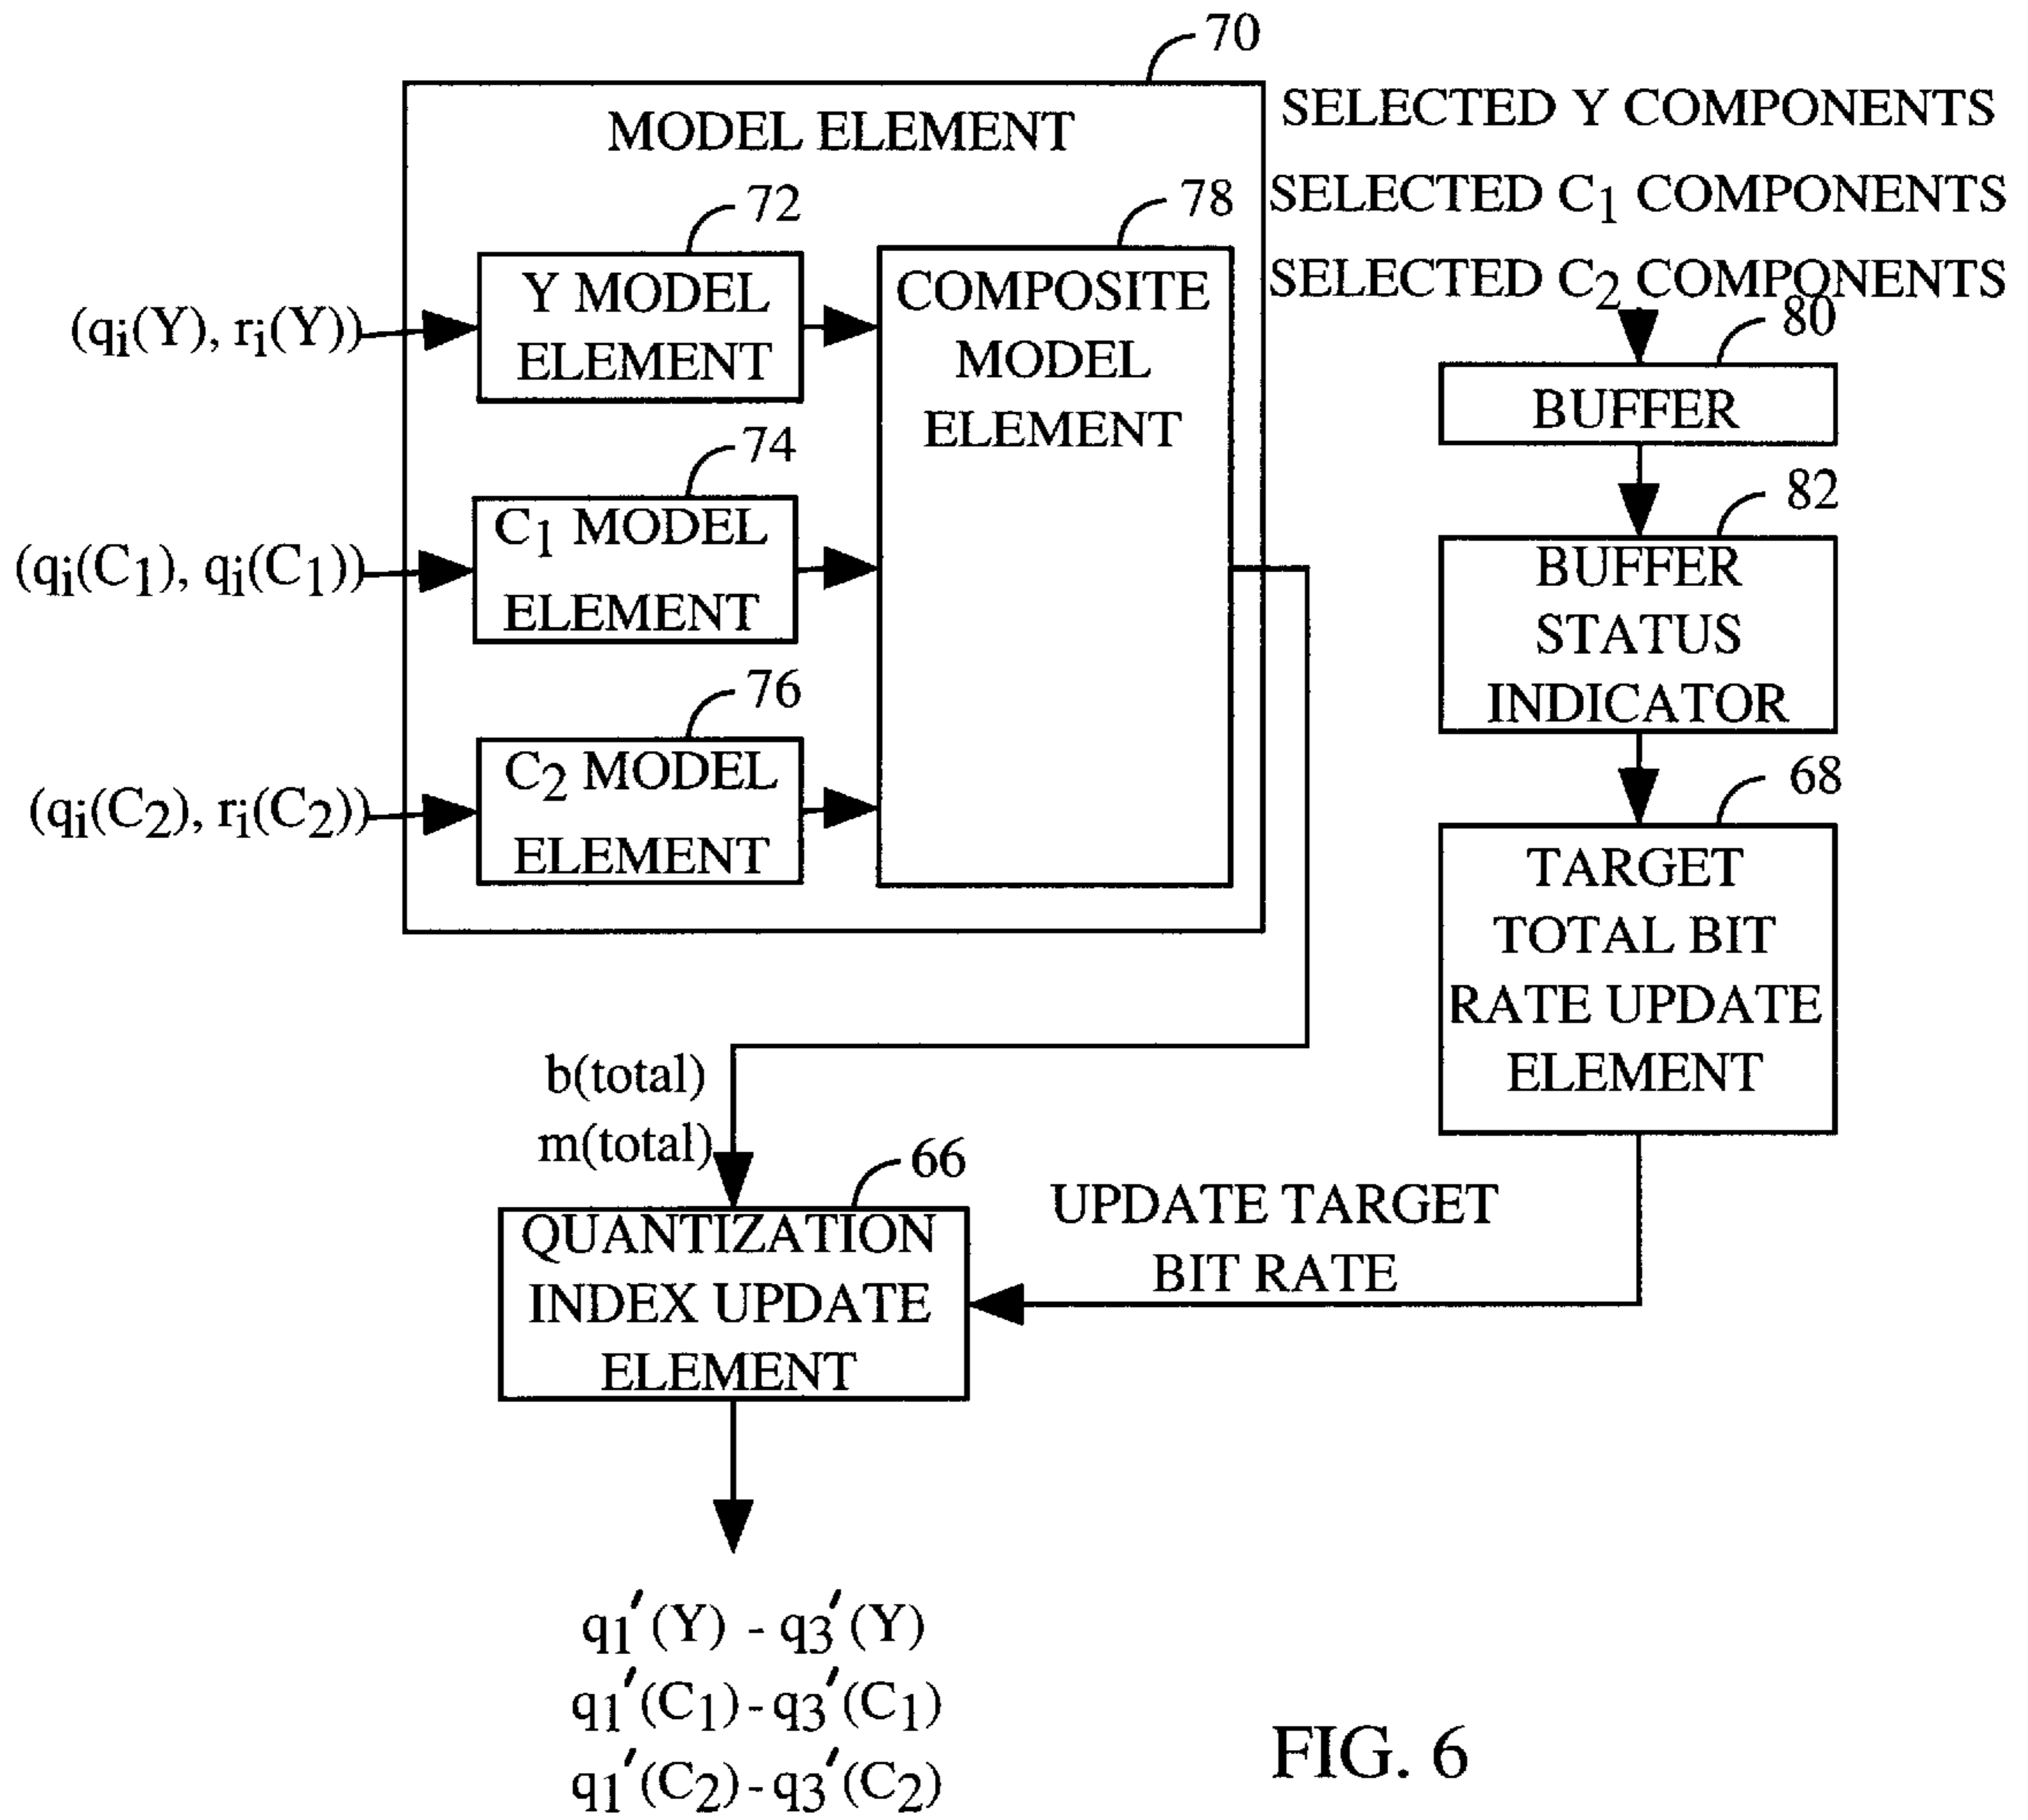 70
MODEL ELEMENT
SELECTED Y COMPONENTS
SELECTED C1 COMPONENTS
SELECTED C2 COMPONENTS
72
78
Y MODEL
ELEMENT
COMPOSITE
MODEL
ELEMENT
(qi(Y), ri(Y))
80
BUFFER
74
C1 MODEL
ELEMENT
(qi(C1), qi(C1))
82
BUFFER
STATUS
INDICATOR
76
C2 MODEL
ELEMENT
(qi(C2), ri(C2))
68
TARGET
TOTAL BIT
RATE UPDATE
ELEMENT
b(total)
m(total)
66
QUANTIZATION
INDEX UPDATE
ELEMENT
UPDATE TARGET
BIT RATE
q1′(Y) - q3′(Y)
q1′(C1) - q3′(C1)
q1′(C2) - q3′(C2)
FIG. 6